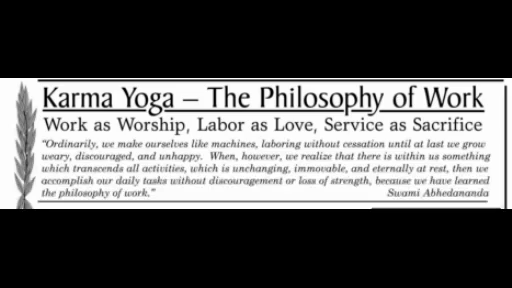 Karma Yoga – The Philosophy of Work
Work as Worship, Labor as Love, Service as Sacrifice
"Ordinarily, we make ourselves like machines, laboring without cessation until at last we grow
weary, discouraged, and unhappy. When, however, we realize that there is within us something
which transcends all activities, which is unchanging, immovable, and eternally at rest, then we
accomplish our daily tasks without discouragement or loss of strength, because we have learned
the philosophy of work." Swami Abhedananda